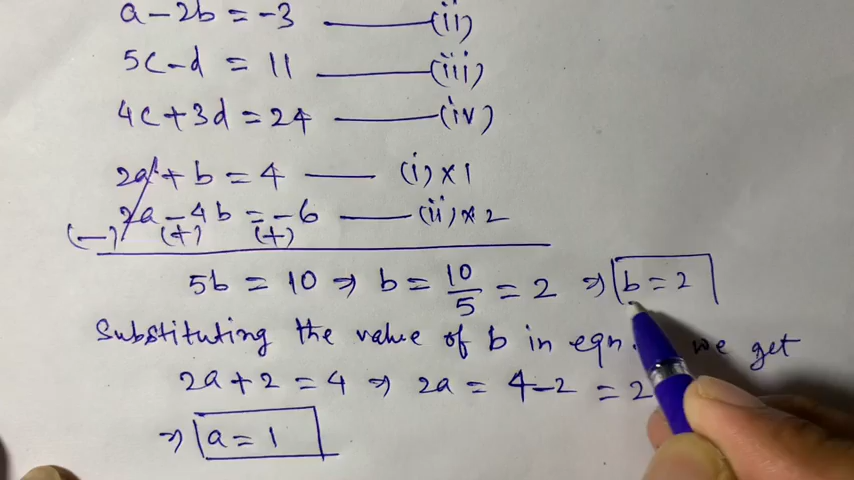 a - 2b = -3 ——— (ii)
5c - d = 11 ——— (iii)
4c + 3d = 24 ——— (iv)
2a + b = 4 ——— (i) × 1
2a - 4b = -6 ——— (ii) × 2
(-) (+) (+)
5b = 10 ⇒ b = 10/5 = 2 ⇒ b = 2
Substituting the value of b in eqn. we get
2a + 2 = 4 ⇒ 2a = 4 - 2 = 2
⇒ a = 1